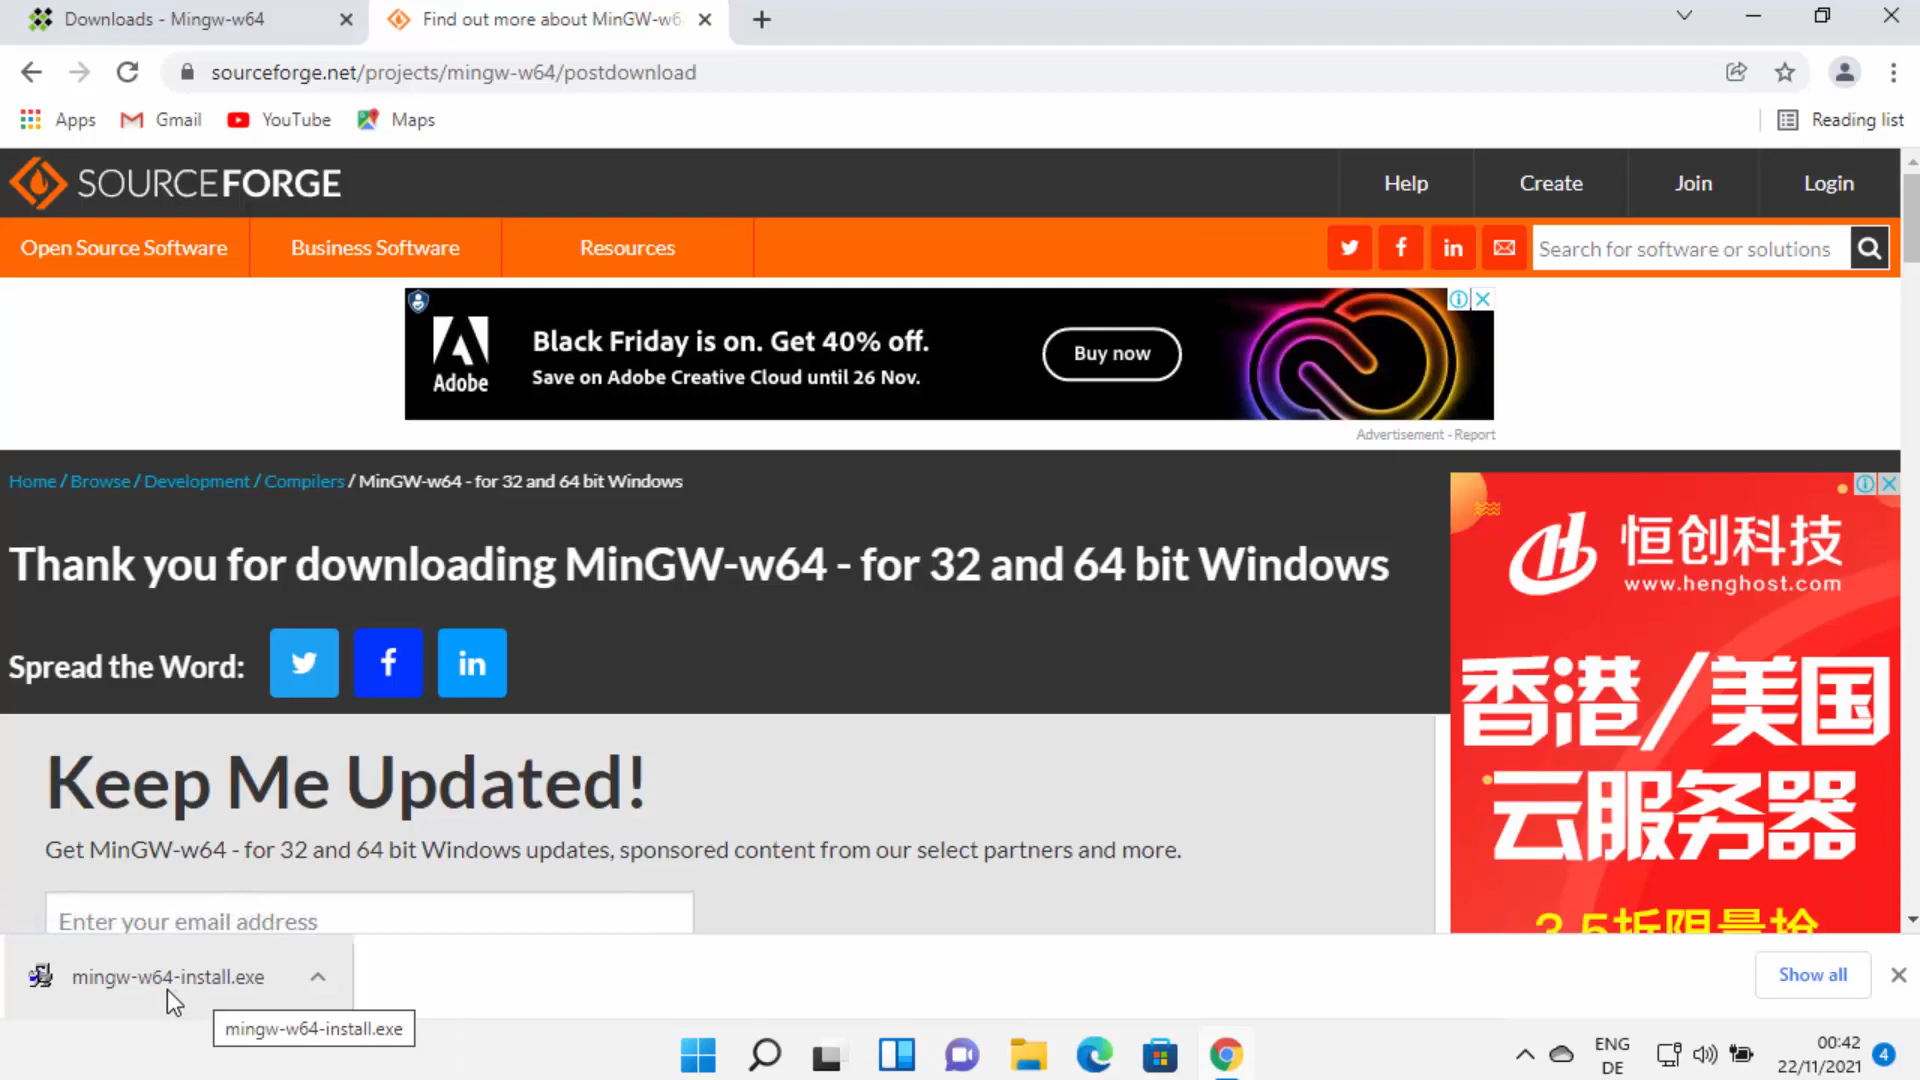 Downloads - Mingw-w64
Find out more about MinGW-w6
sourceforge.net/projects/mingw-w64/postdownload
Apps
Gmail
YouTube
Maps
Reading list
SOURCEFORGE
Help
Create
Join
Login
Open Source Software
Business Software
Resources
Search for software or solutions
Adobe
Black Friday is on. Get 40% off.
Save on Adobe Creative Cloud until 26 Nov.
Buy now
Advertisement - Report
Home / Browse / Development / Compilers / MinGW-w64 - for 32 and 64 bit Windows
Thank you for downloading MinGW-w64 - for 32 and 64 bit Windows
Spread the Word:
恒创科技
www.henghost.com
香港/美国
云服务器
3.5折限量抢
Keep Me Updated!
Get MinGW-w64 - for 32 and 64 bit Windows updates, sponsored content from our select partners and more.
Enter your email address
mingw-w64-install.exe
Show all
mingw-w64-install.exe
ENG
DE
00:42
22/11/2021
4